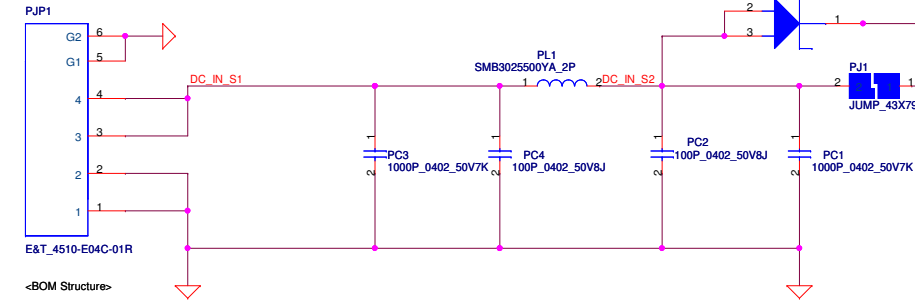 PJP1
G2 6
G1 5
4 4
3 3
2 2
1 1
E&T_4510-E04C-01R
<BOM Structure>
DC_IN_S1
PL1
SMB3025500YA_2P
1 2
DC_IN_S2
2
3
1
PJ1
2 2 1 1
JUMP_43X79
1
PC3
1000P_0402_50V7K
2
1
PC4
100P_0402_50V8J
2
1
PC2
100P_0402_50V8J
2
1
PC1
1000P_0402_50V7K
2